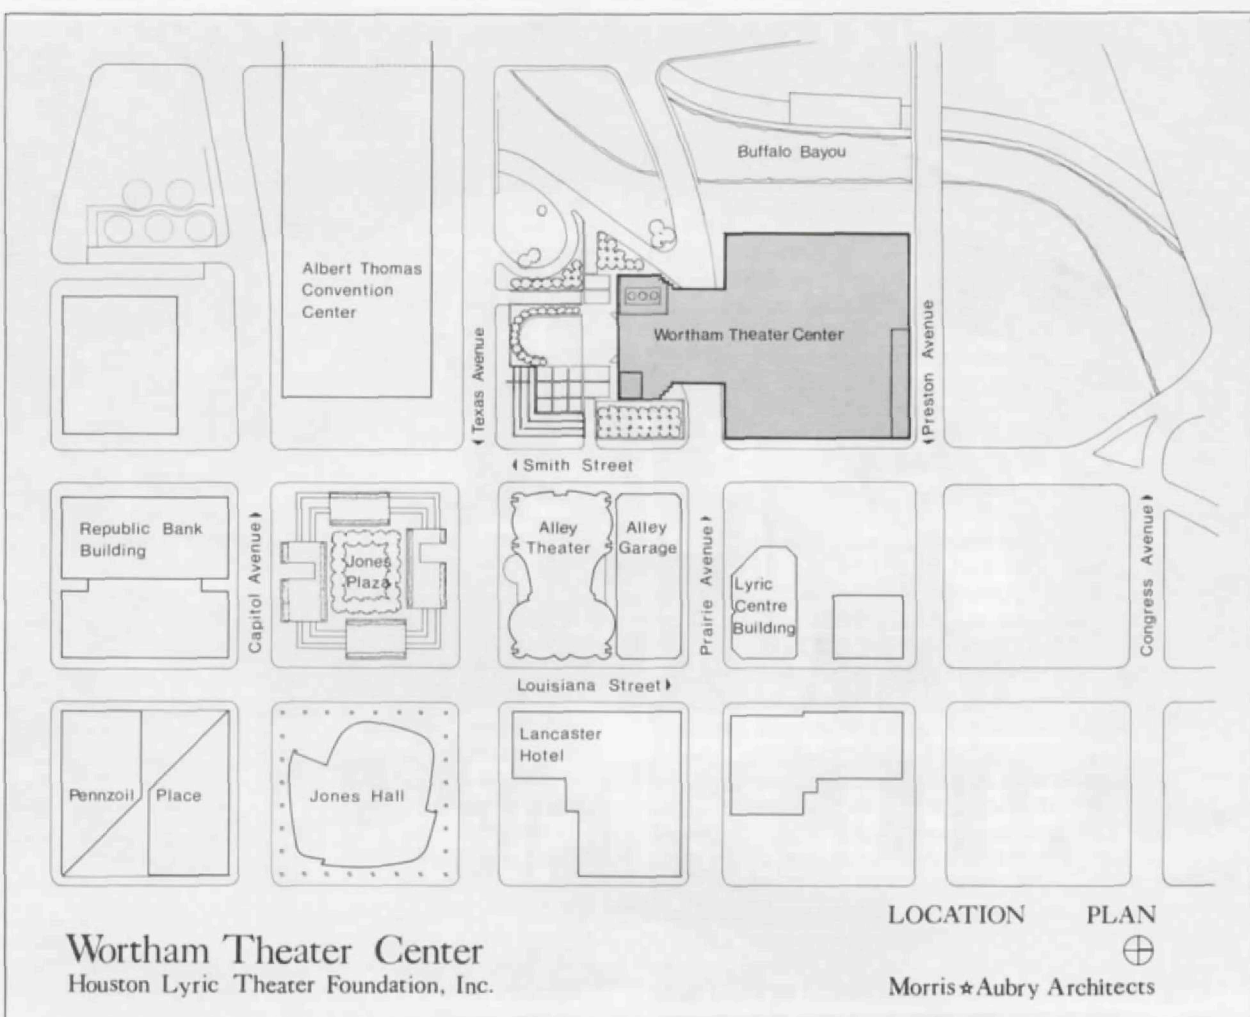 Buffalo Bayou
Albert Thomas
Convention
Center
Wortham Theater Center
Texas Avenue
Preston Avenue
Smith Street
Republic Bank
Building
Capitol Avenue
Jones
Plaza
Alley
Theater
Alley
Garage
Prairie Avenue
Lyric
Centre
Building
Congress Avenue
Louisiana Street
Pennzoil Place
Jones Hall
Lancaster
Hotel
LOCATION PLAN
Wortham Theater Center
Houston Lyric Theater Foundation, Inc.
Morris☆Aubry Architects